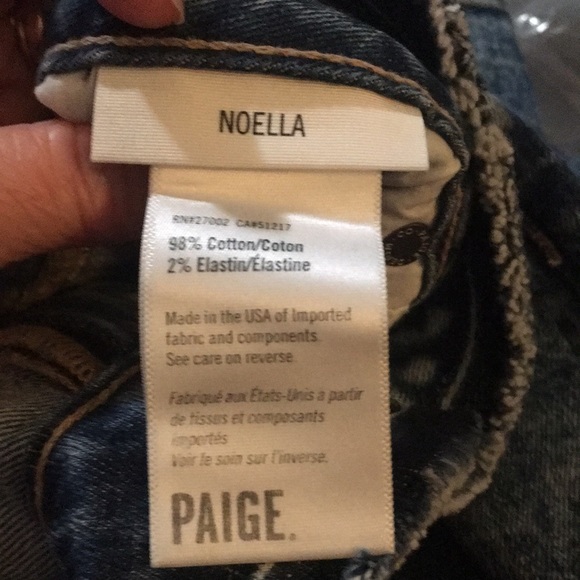 NOELLA
RN#27002 CA#51217
98% Cotton/Coton
2% Elastin/Élastine
Made in the USA of Imported
fabric and components.
See care on reverse.
Fabriqué aux États-Unis a partir
de tissus et composants
importés
Voir le soin sur l'inverse.
PAIGE.